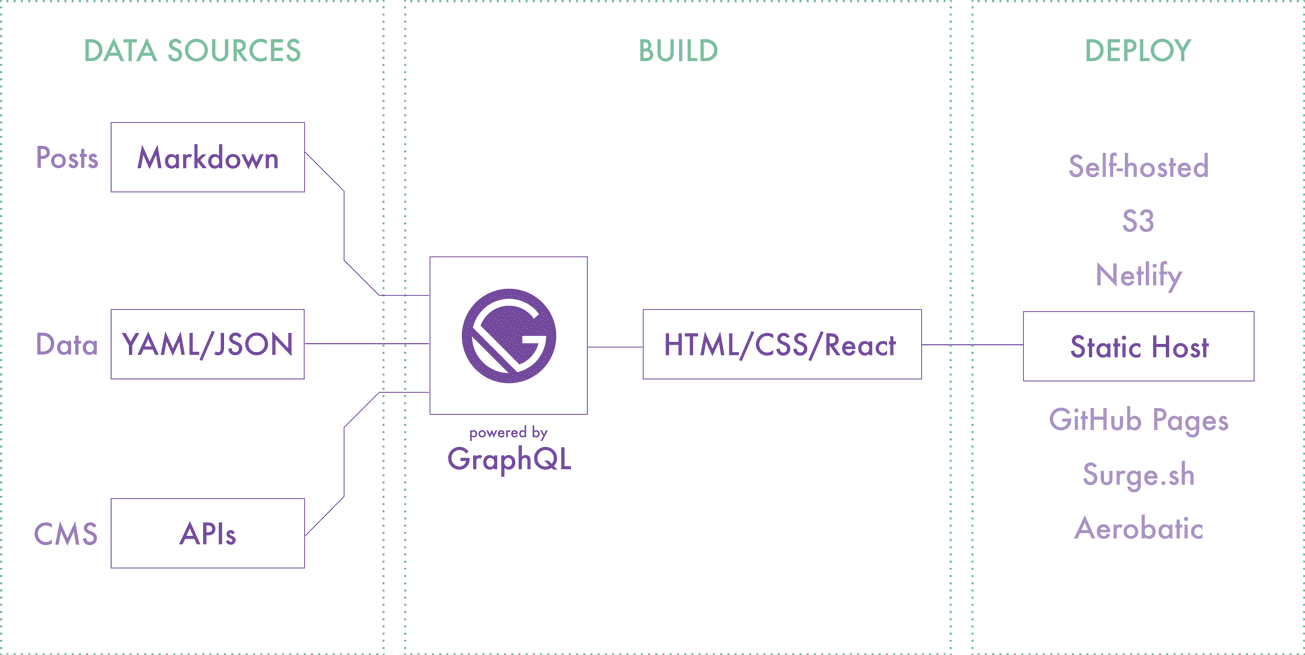 DATA SOURCES
Posts
Markdown
Data
YAML/JSON
CMS
APIs
BUILD
powered by
GraphQL
HTML/CSS/React
DEPLOY
Self-hosted
S3
Netlify
Static Host
GitHub Pages
Surge.sh
Aerobatic